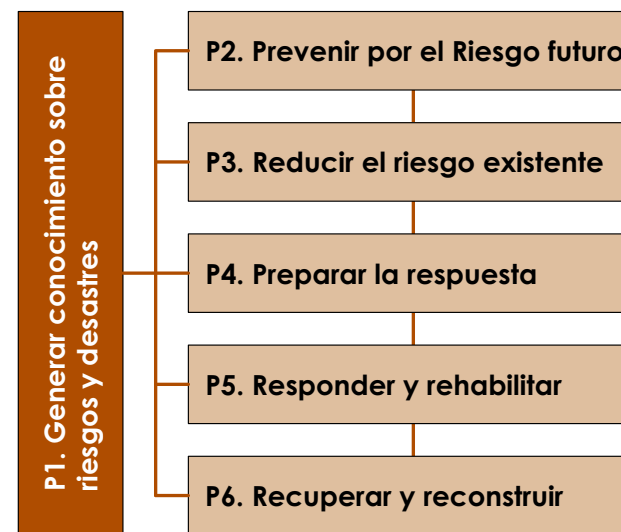 P1. Generar conocimiento sobre
riesgos y desastres
P2. Prevenir por el Riesgo futuro
P3. Reducir el riesgo existente
P4. Preparar la respuesta
P5. Responder y rehabilitar
P6. Recuperar y reconstruir